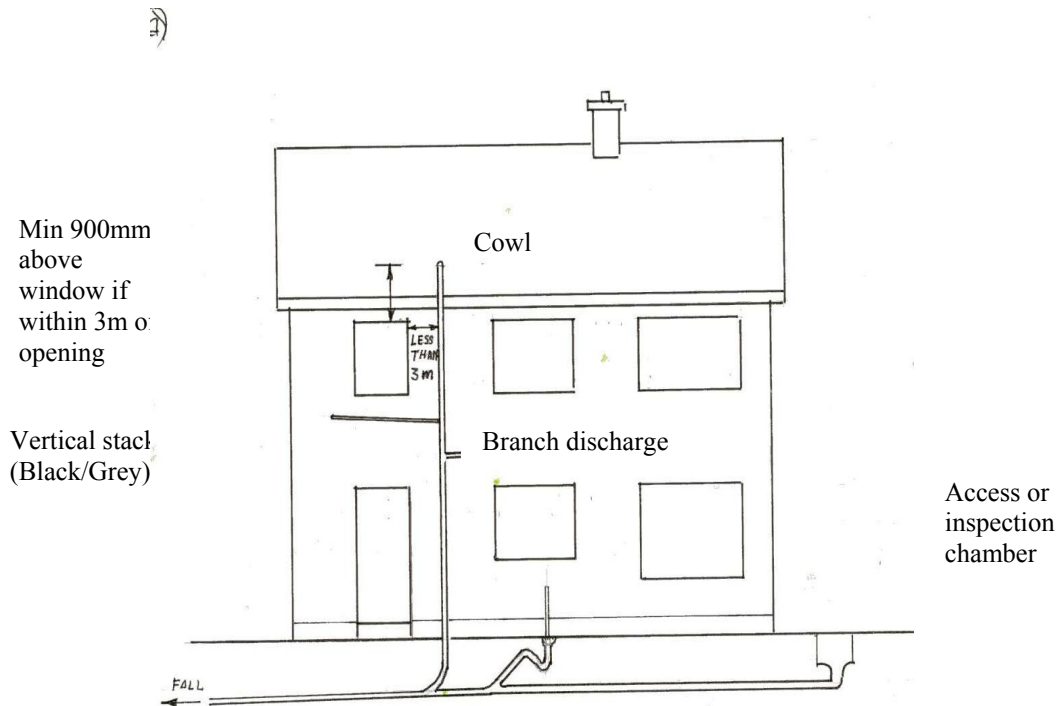 Cowl
Min 900mm
above
window if
within 3m
opening
LESS
THAN
3m
Vertical stack
(Black/Grey)
Branch discharge
Access or
inspection
chamber
FALL